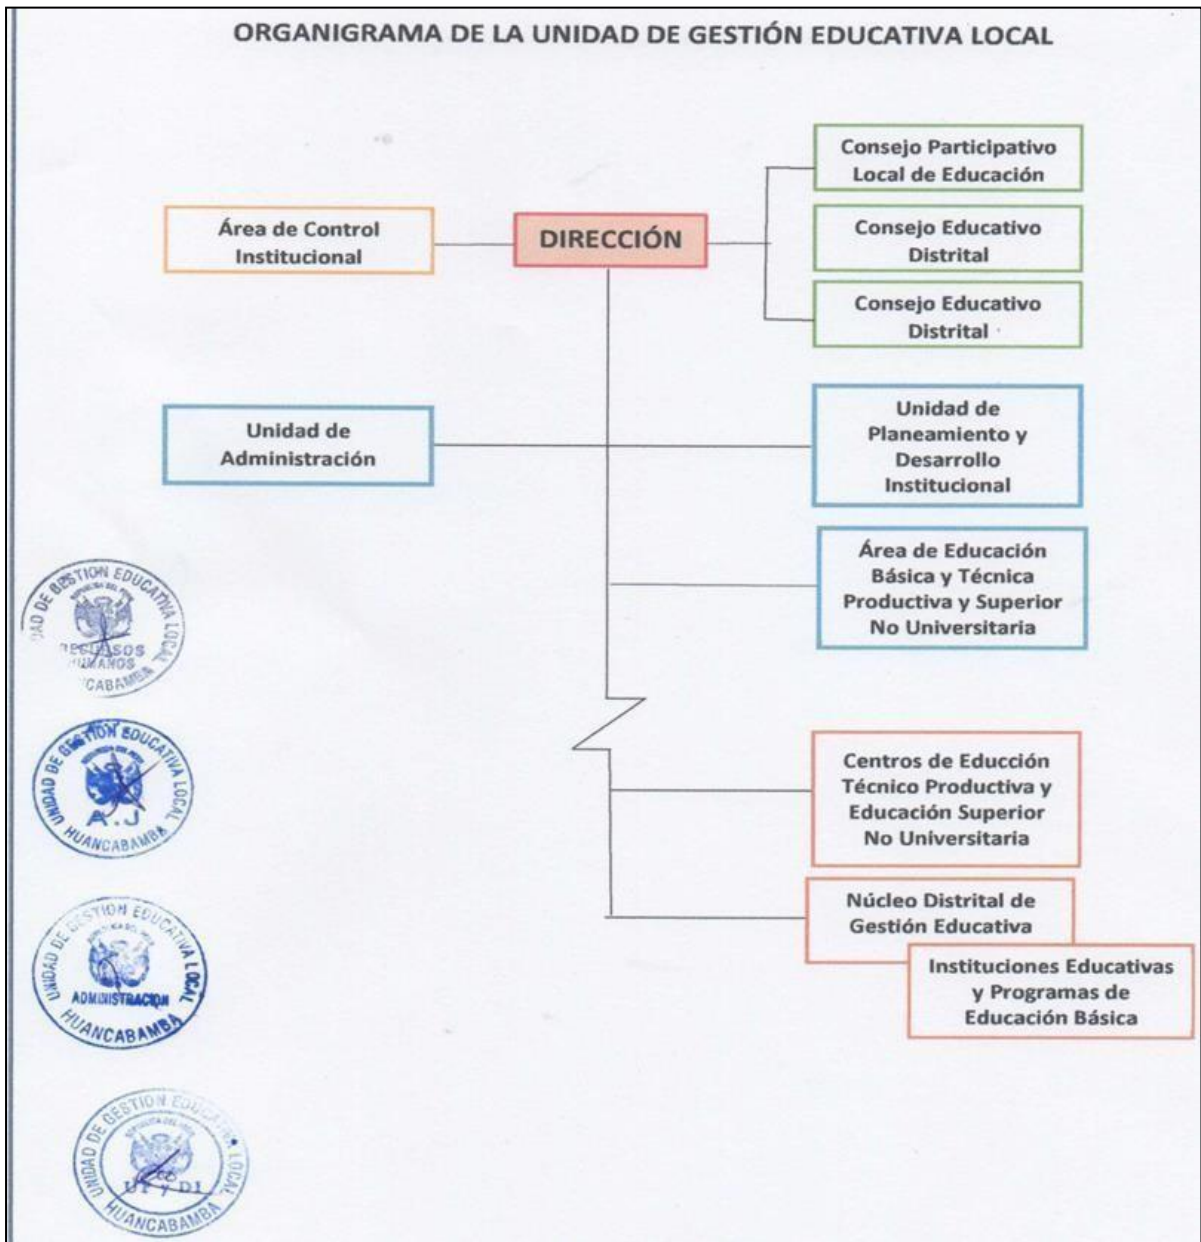 ORGANIGRAMA DE LA UNIDAD DE GESTIÓN EDUCATIVA LOCAL
Consejo Participativo
Local de Educación
Área de Control
Institucional
DIRECCIÓN
Consejo Educativo
Distrital
Consejo Educativo
Distrital
Unidad de
Administración
Unidad de
Planeamiento y
Desarrollo
Institucional
Área de Educación
Básica y Técnica
Productiva y Superior
No Universitaria
Centros de Educción
Técnico Productiva y
Educación Superior
No Universitaria
Núcleo Distrital de
Gestión Educativa
Instituciones Educativas
y Programas de
Educación Básica
DE GESTION EDUCATIVA LOCAL
RECURSOS
HUMANOS
UNIDAD DE GESTIÓN EDUCATIVA LOCAL
A.J
HUANCABAMBA
UNIDAD DE GESTION EDUCATIVA LOCAL
ADMINISTRACION
HUANCABAMBA
UNIDAD DE GESTION EDUCATIVA LOCAL
HUANCABAMBA